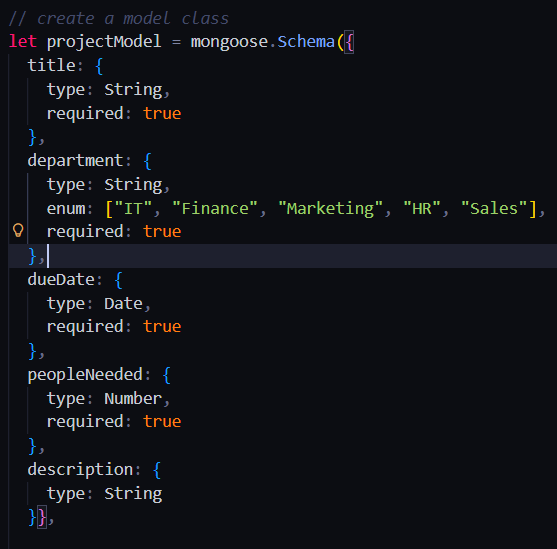 // create a model class
let projectModel = mongoose.Schema({
  title: {
    type: String,
    required: true
  },
  department: {
    type: String,
    enum: ["IT", "Finance", "Marketing", "HR", "Sales"],
    required: true
  },
  dueDate: {
    type: Date,
    required: true
  },
  peopleNeeded: {
    type: Number,
    required: true
  },
  description: {
    type: String
  }},